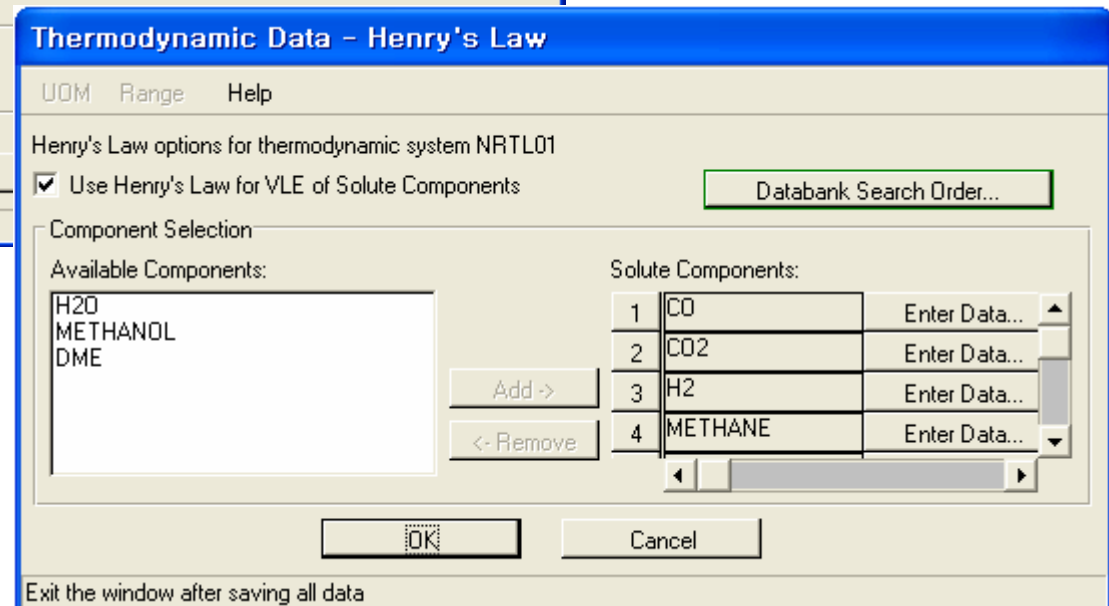 Thermodynamic Data - Henry's Law
UOM Range Help
Henry's Law options for thermodynamic system NRTL01
Use Henry's Law for VLE of Solute Components
Databank Search Order...
Component Selection
Available Components:
Solute Components:
H2O
METHANOL
DME
Add ->
<- Remove
1 CO Enter Data...
2 CO2 Enter Data...
3 H2 Enter Data...
4 METHANE Enter Data...
OK Cancel
Exit the window after saving all data